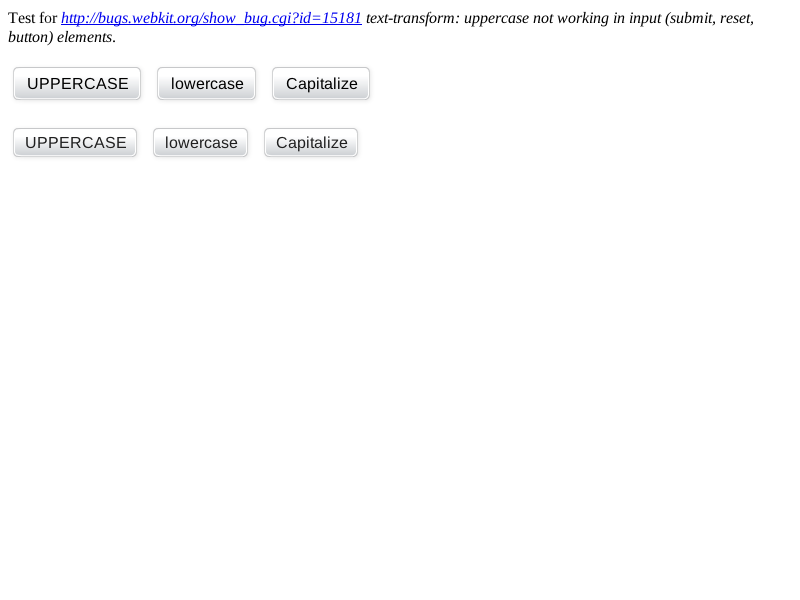 Test for http://bugs.webkit.org/show_bug.cgi?id=15181 text-transform: uppercase not working in input (submit, reset,
button) elements.
UPPERCASE lowercase Capitalize
UPPERCASE lowercase Capitalize